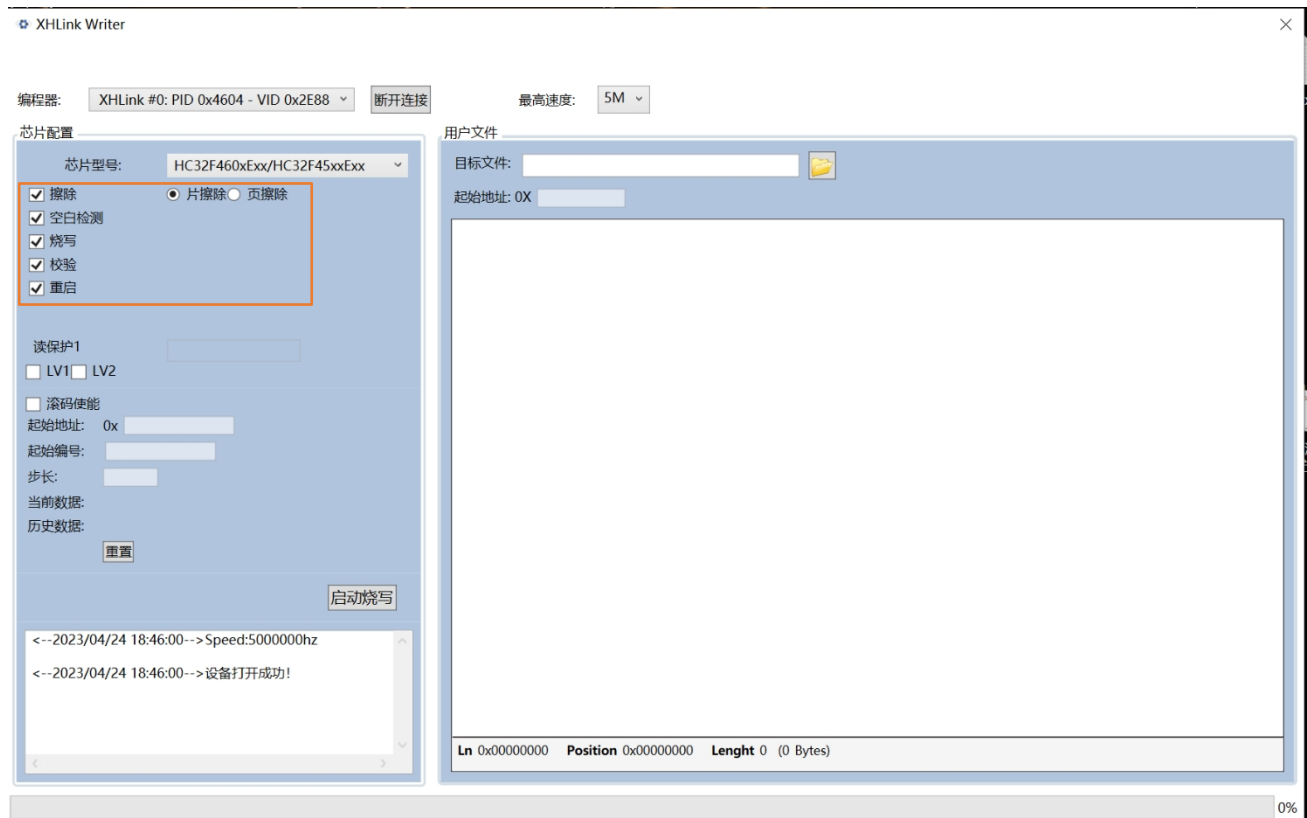 XHLink Writer
编程器: XHLink #0: PID 0x4604 - VID 0x2E88 断开连接 最高速度: 5M
芯片配置
芯片型号: HC32F460xExx/HC32F45xxExx
擦除 片擦除 页擦除
空白检测
烧写
校验
重启
读保护1
LV1 LV2
滚码使能
起始地址: 0x
起始编号:
步长:
当前数据:
历史数据:
重置
启动烧写
<--2023/04/24 18:46:00-->Speed:5000000hz
<--2023/04/24 18:46:00-->设备打开成功!
用户文件
目标文件:
起始地址: 0X
Ln 0x00000000 Position 0x00000000 Lenght 0 (0 Bytes)
0%